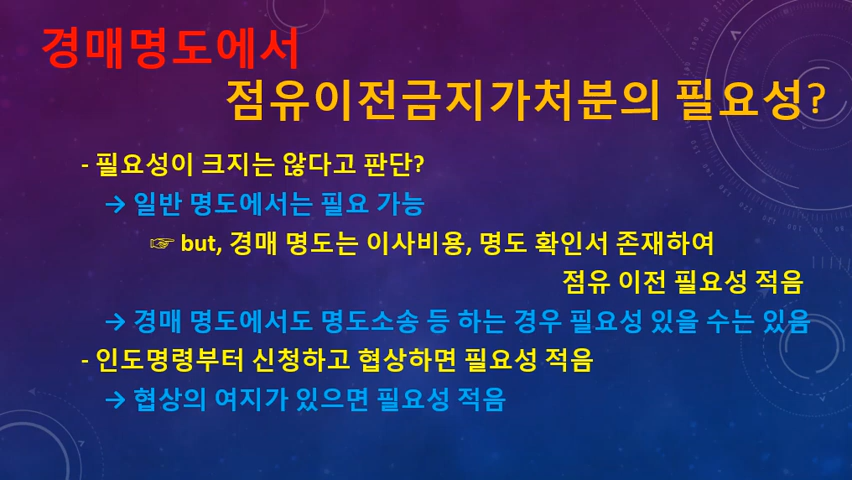 경매명도에서
점유이전금지가처분의 필요성?
- 필요성이 크지는 않다고 판단?
→ 일반 명도에서는 필요 가능
☞ but, 경매 명도는 이사비용, 명도 확인서 존재하여
점유 이전 필요성 적음
→ 경매 명도에서도 명도소송 등 하는 경우 필요성 있을 수는 있음
- 인도명령부터 신청하고 협상하면 필요성 적음
→ 협상의 여지가 있으면 필요성 적음